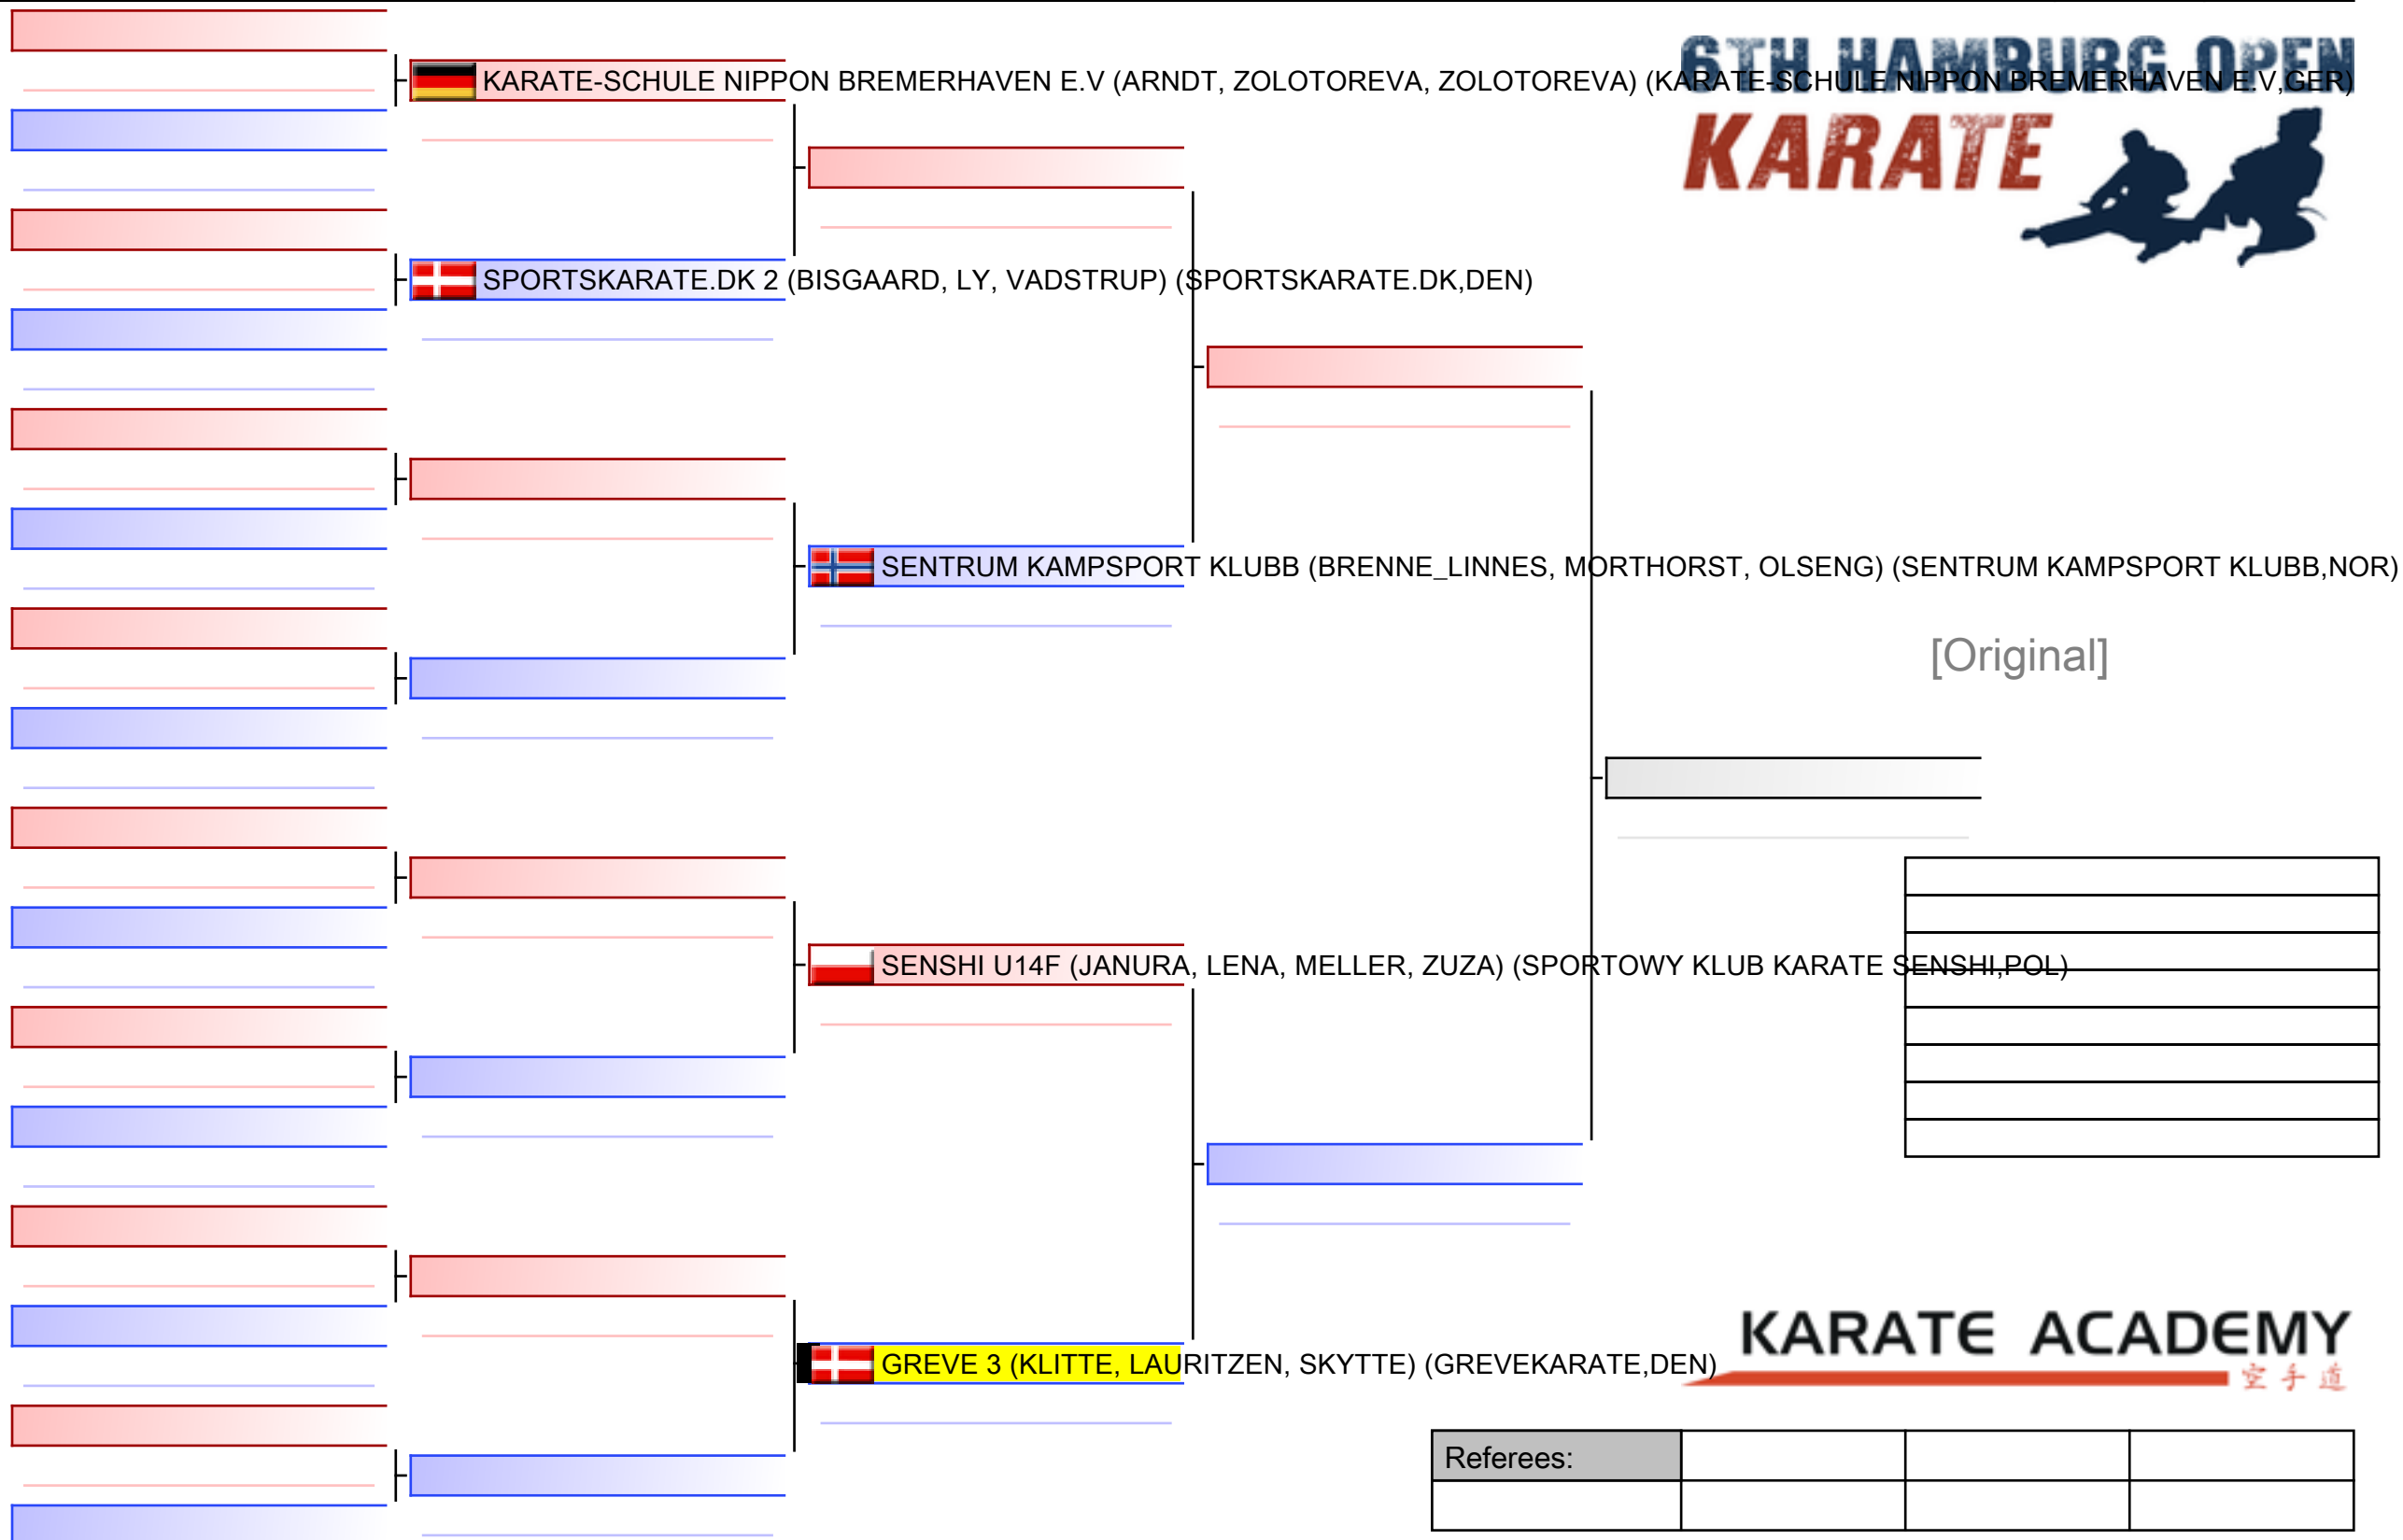 6TH HAMBURG OPEN
KARATE-SCHULE NIPPON BREMERHAVEN E.V (ARNDT, ZOLOTOREVA, ZOLOTOREVA) (KARATE-SCHULE NIPPON BREMERHAVEN E.V,GER)
KARATE
SPORTSKARATE.DK 2 (BISGAARD, LY, VADSTRUP) (SPORTSKARATE.DK,DEN)
SENTRUM KAMPSPORT KLUBB (BRENNE_LINNES, MORTHORST, OLSENG) (SENTRUM KAMPSPORT KLUBB,NOR)
[Original]
SENSHI U14F (JANURA, LENA, MELLER, ZUZA) (SPORTOWY KLUB KARATE SENSHI,POL)
KARATE ACADEMY
GREVE 3 (KLITTE, LAURITZEN, SKYTTE) (GREVEKARATE,DEN)
空手道
Referees: